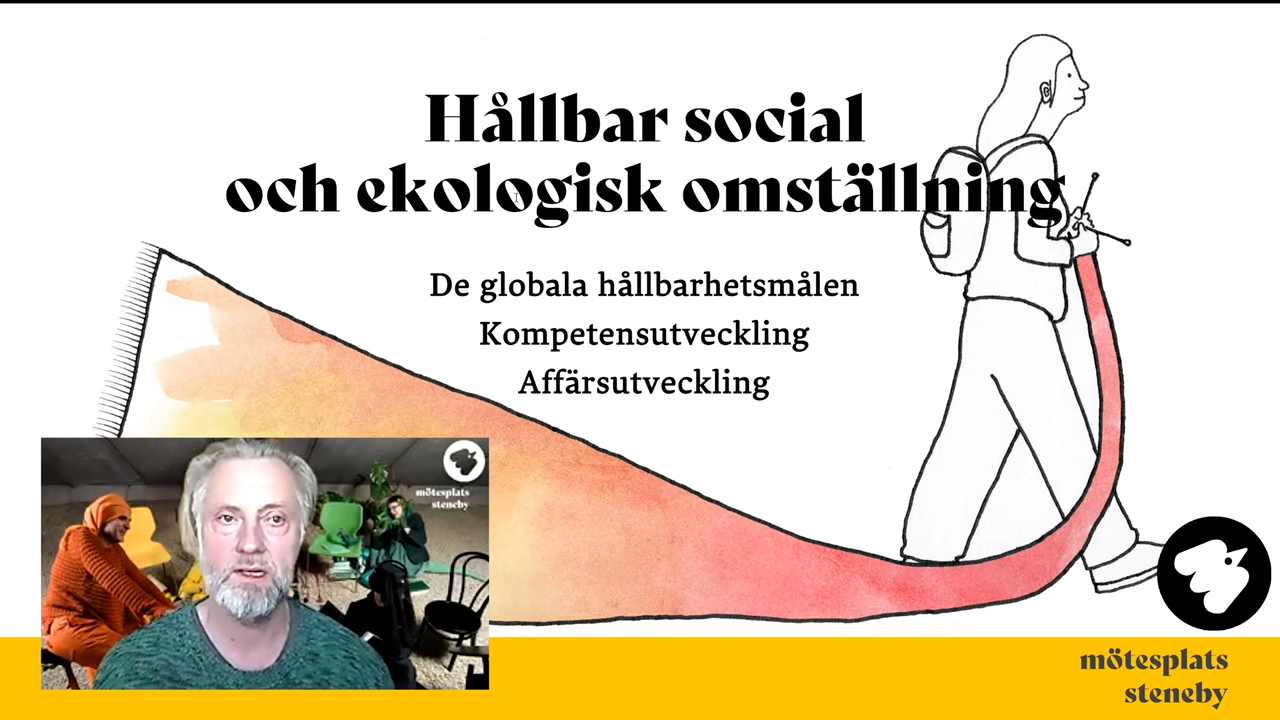 Hållbar social
och ekologisk omställning
De globala hållbarhetsmålen
Kompetensutveckling
Affärsutveckling
mötesplats
steneby
mötesplats
steneby